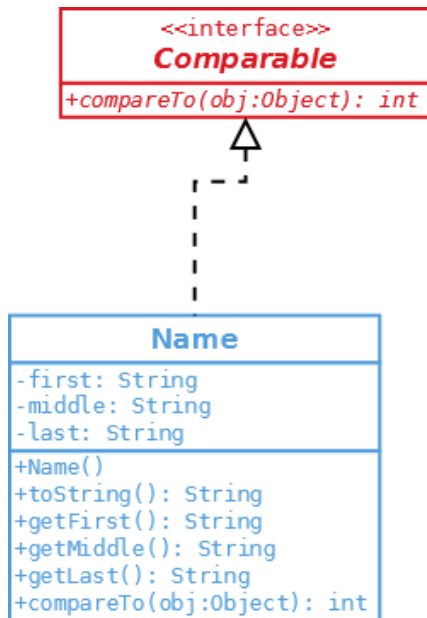 <<interface>>
Comparable
+compareTo(obj:Object): int
Name
-first: String
-middle: String
-last: String
+Name()
+toString(): String
+getFirst(): String
+getMiddle(): String
+getLast(): String
+compareTo(obj:Object): int